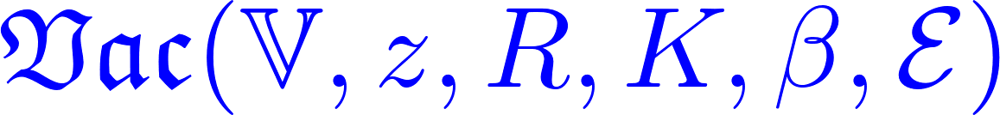 𝔙𝔞𝔠(𝕍, z, R, K, β, ℰ)